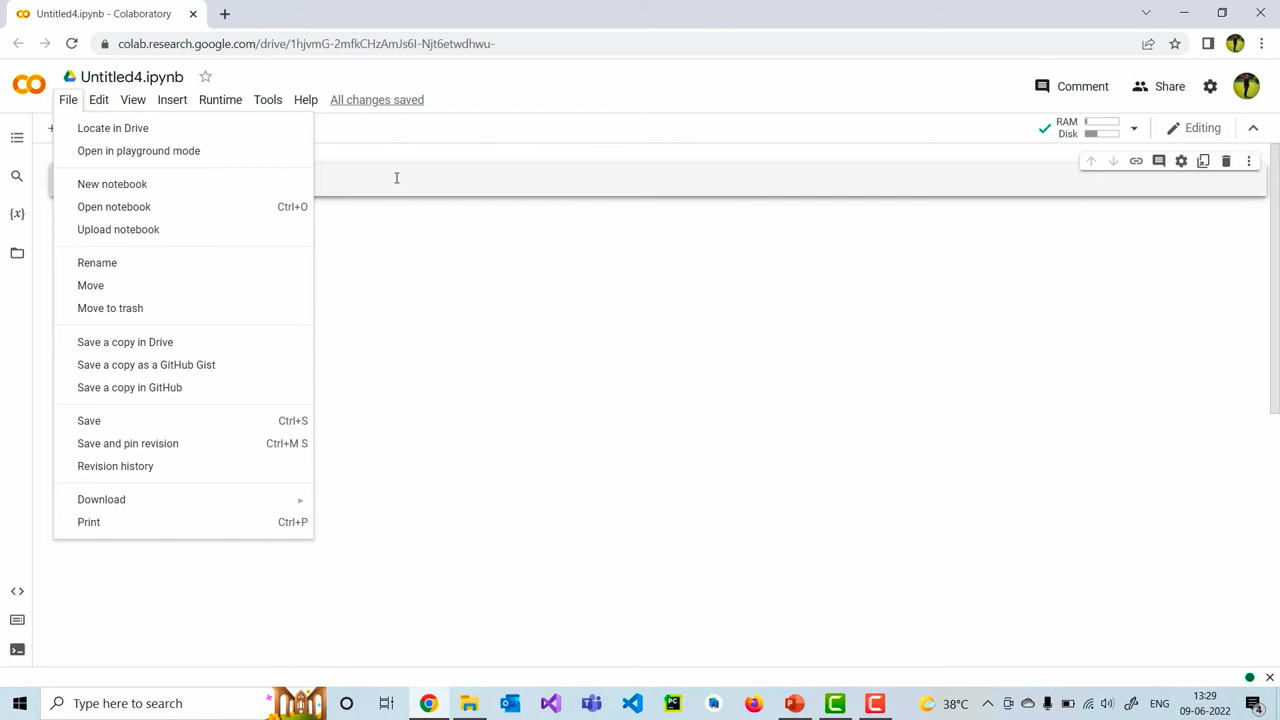 Untitled4.ipynb - Colaboratory
colab.research.google.com/drive/1hjvmG-2mfkCHzAmJs6I-Njt6etwdhwu-
Untitled4.ipynb
Comment
Share
File Edit View Insert Runtime Tools Help All changes saved
RAM
Disk
Editing
Locate in Drive
Open in playground mode
New notebook
Open notebook Ctrl+O
Upload notebook
Rename
Move
Move to trash
Save a copy in Drive
Save a copy as a GitHub Gist
Save a copy in GitHub
Save Ctrl+S
Save and pin revision Ctrl+M S
Revision history
Download
Print Ctrl+P
Type here to search
38°C
ENG
13:29
09-06-2022
4